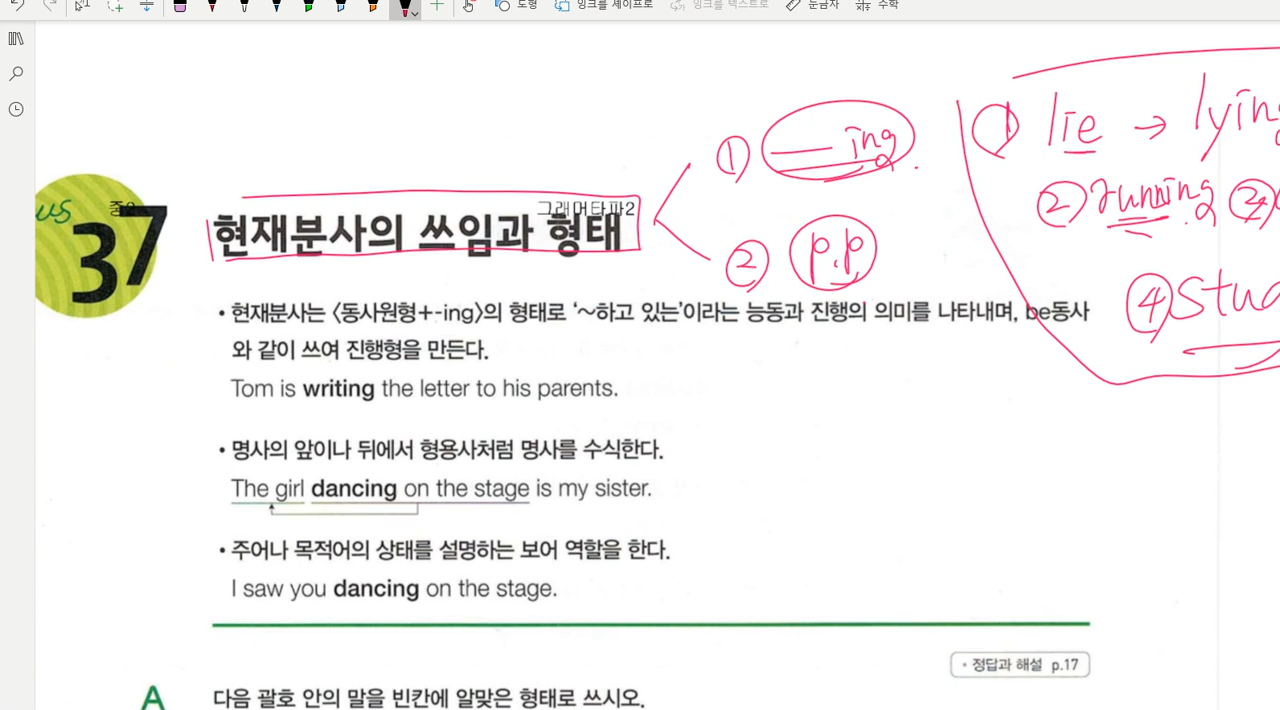 도형 잉크를 셰이프로 잉크를 텍스트로 눈금자 수학
① ___ing
② p.p
① lie → lying
② running
④ Stud
중2 그래머타파2
37 현재분사의 쓰임과 형태
• 현재분사는 〈동사원형+-ing〉의 형태로 ‘~하고 있는’이라는 능동과 진행의 의미를 나타내며, be동사
와 같이 쓰여 진행형을 만든다.
Tom is writing the letter to his parents.
• 명사의 앞이나 뒤에서 형용사처럼 명사를 수식한다.
The girl dancing on the stage is my sister.
• 주어나 목적어의 상태를 설명하는 보어 역할을 한다.
I saw you dancing on the stage.
• 정답과 해설 p.17
A 다음 괄호 안의 말을 빈칸에 알맞은 형태로 쓰시오.